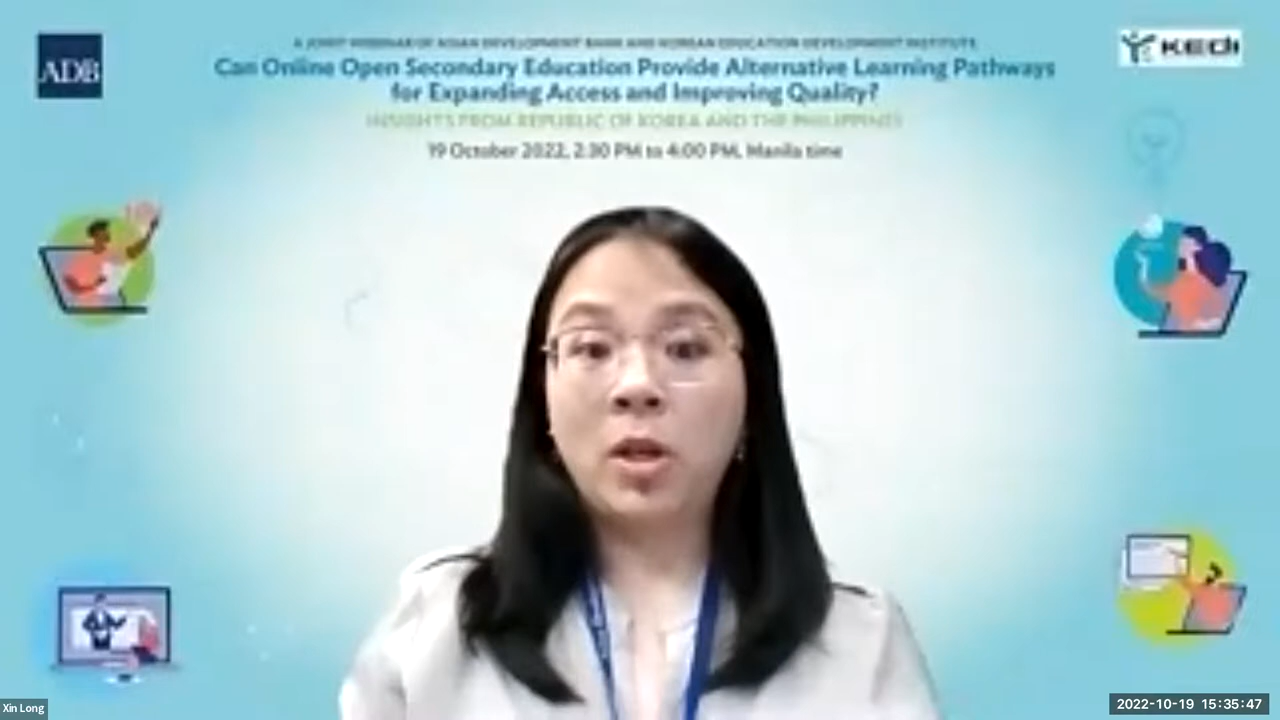 ADB
A JOINT WEBINAR OF ASIAN DEVELOPMENT BANK AND KOREAN EDUCATION DEVELOPMENT INSTITUTE
KEDI
Can Online Open Secondary Education Provide Alternative Learning Pathways
for Expanding Access and Improving Quality?
INSIGHTS FROM REPUBLIC OF KOREA AND THE PHILIPPINES
19 October 2022, 2:30 PM to 4:00 PM, Manila time
Xin Long
2022-10-19 15:35:47